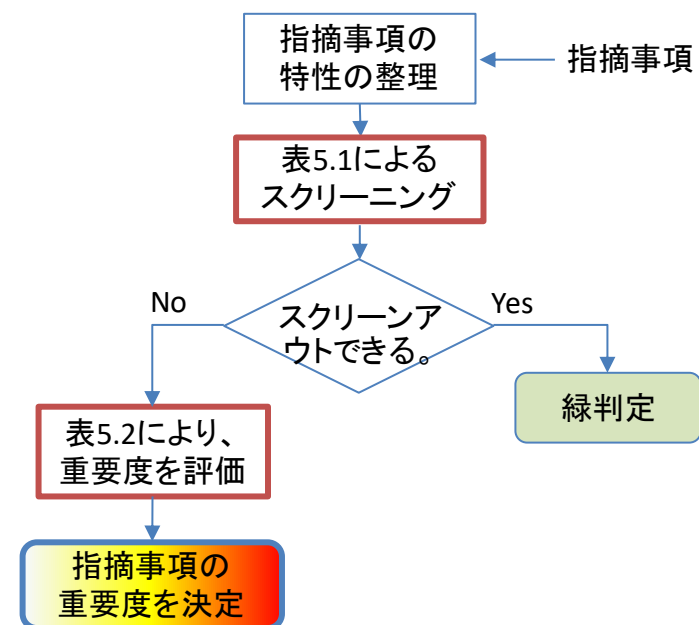 指摘事項の
特性の整理
指摘事項
表5.1による
スクリーニング
スクリーンア
ウトできる。
No
Yes
緑判定
表5.2により、
重要度を評価
指摘事項の
重要度を決定